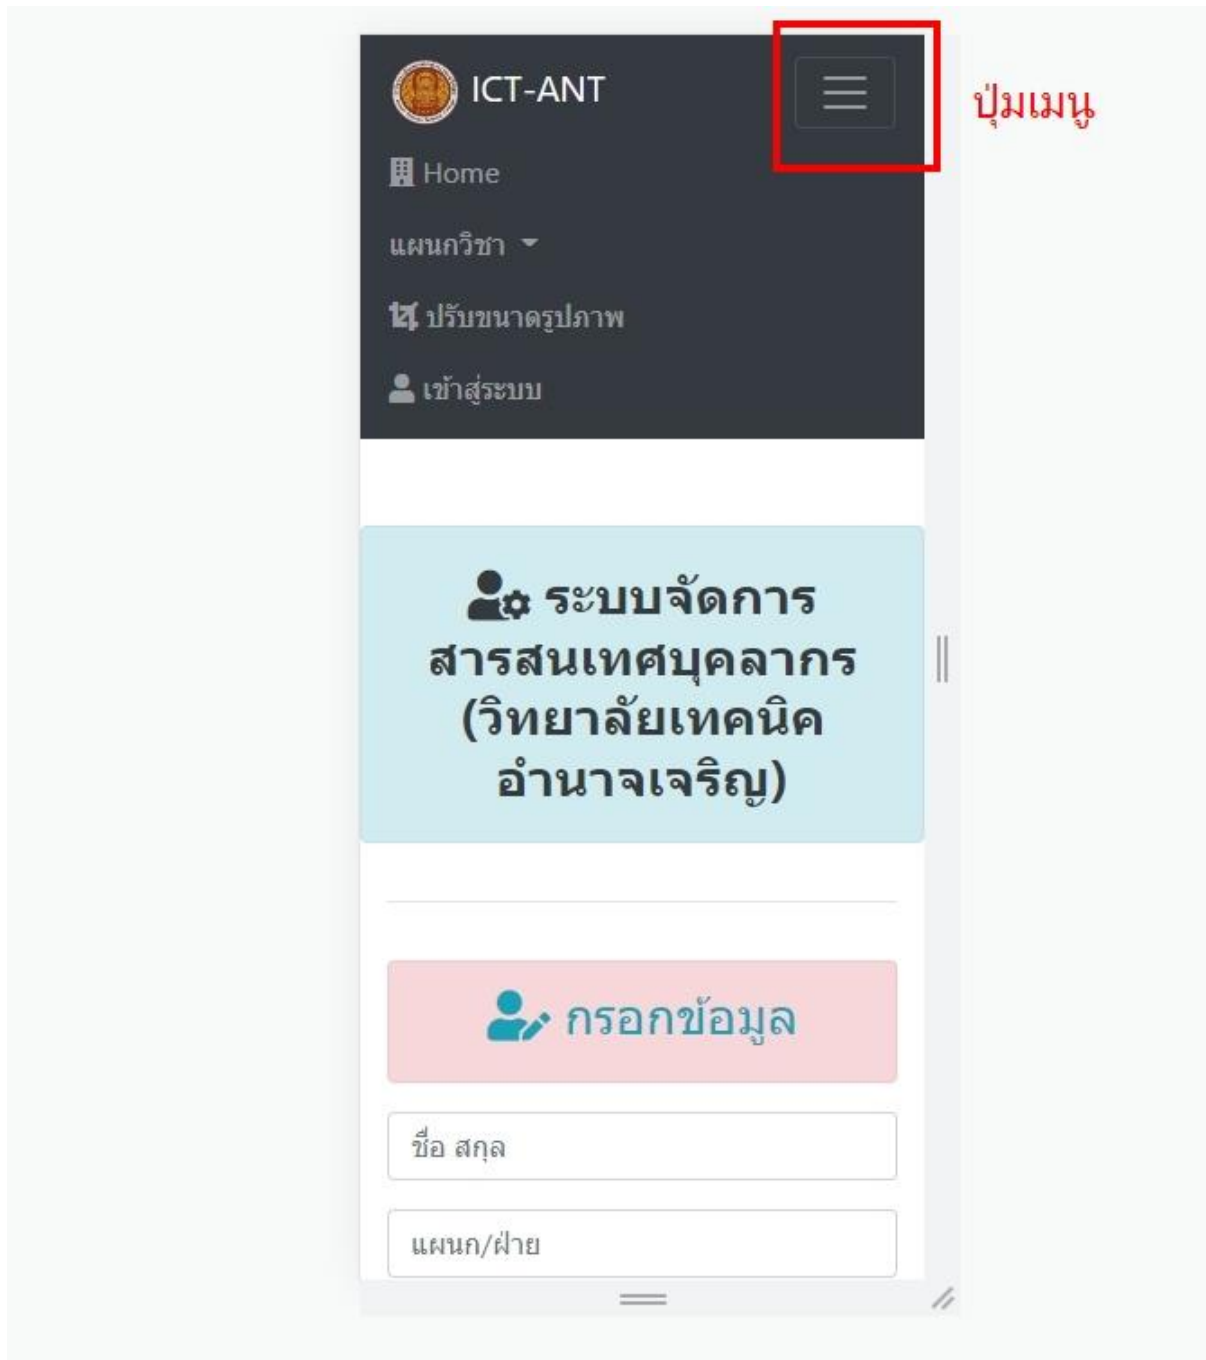 ICT-ANT
ปุ่มเมนู
Home
แผนกวิชา
ปรับขนาดรูปภาพ
เข้าสู่ระบบ
ระบบจัดการ
สารสนเทศบุคลากร
(วิทยาลัยเทคนิค
อำนาจเจริญ)
กรอกข้อมูล
ชื่อ สกุล
แผนก/ฝ่าย